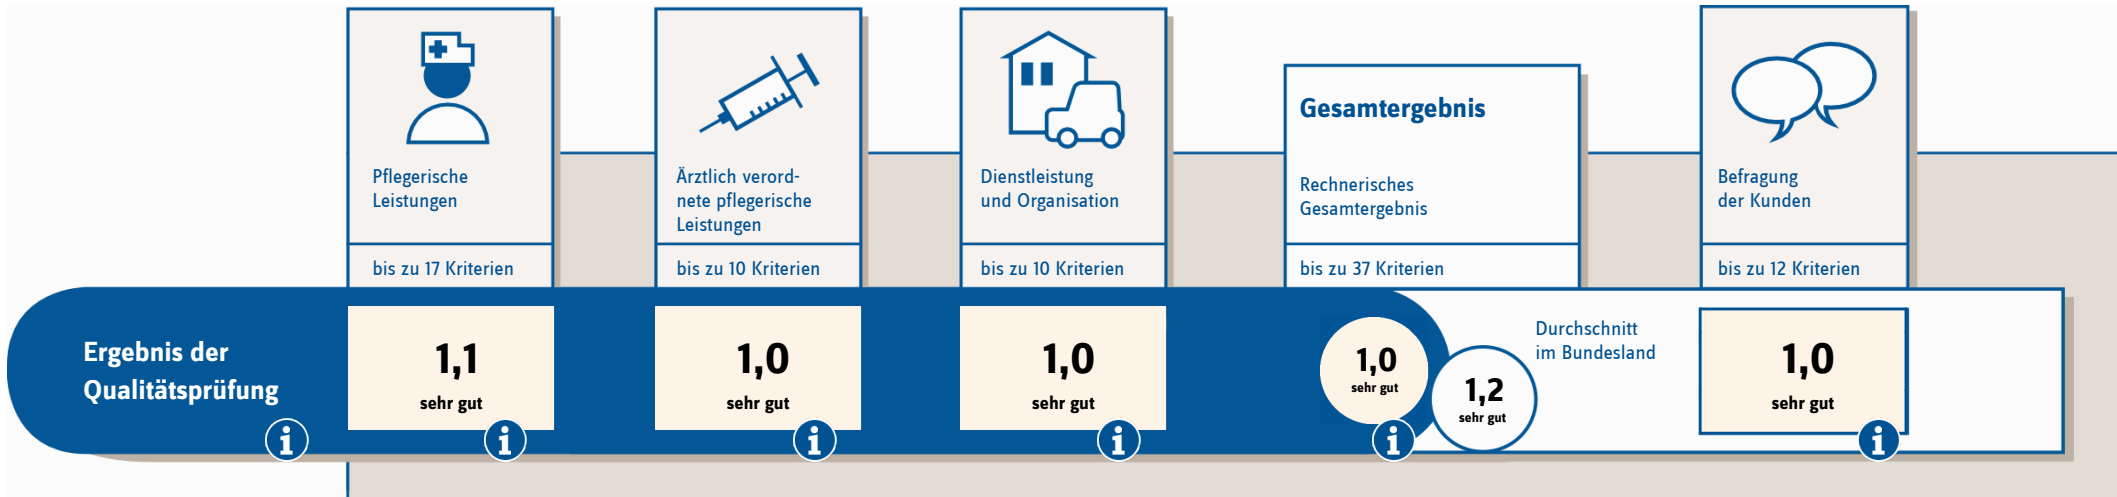 Pflegerische
Leistungen
bis zu 17 Kriterien
Ärztlich verord-
nete pflegerische
Leistungen
bis zu 10 Kriterien
Dienstleistung
und Organisation
bis zu 10 Kriterien
Gesamtergebnis
Rechnerisches
Gesamtergebnis
bis zu 37 Kriterien
Befragung
der Kunden
bis zu 12 Kriterien
Ergebnis der
Qualitätsprüfung
i
1,1
sehr gut
i
1,0
sehr gut
i
1,0
sehr gut
i
1,0
sehr gut
i
1,2
sehr gut
Durchschnitt
im Bundesland
1,0
sehr gut
i